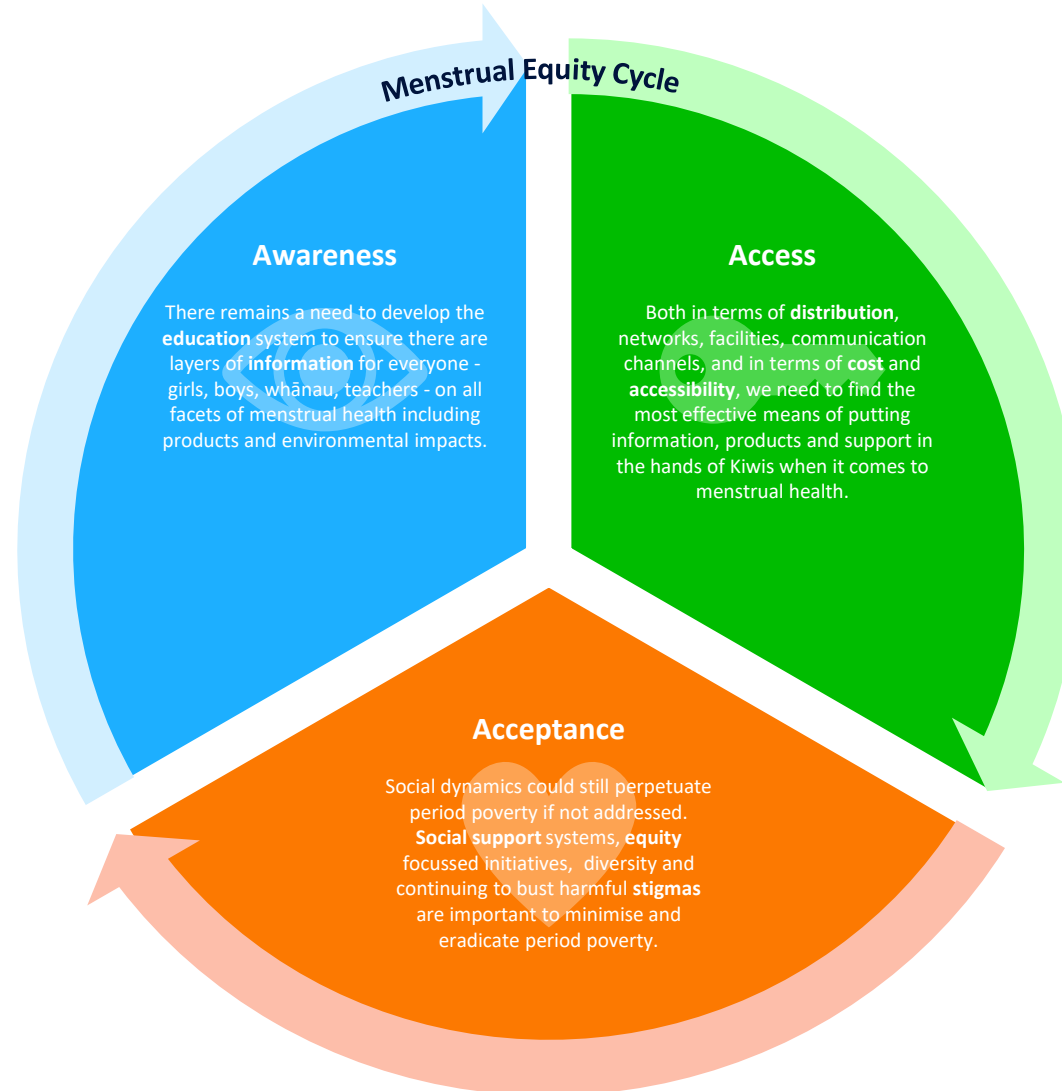 Menstrual Equity Cycle
Awareness
There remains a need to develop the
education system to ensure there are
layers of information for everyone -
girls, boys, whānau, teachers - on all
facets of menstrual health including
products and environmental impacts.
Access
Both in terms of distribution,
networks, facilities, communication
channels, and in terms of cost and
accessibility, we need to find the
most effective means of putting
information, products and support in
the hands of Kiwis when it comes to
menstrual health.
Acceptance
Social dynamics could still perpetuate
period poverty if not addressed.
Social support systems, equity
focussed initiatives,  diversity and
continuing to bust harmful stigmas
are important to minimise and
eradicate period poverty.